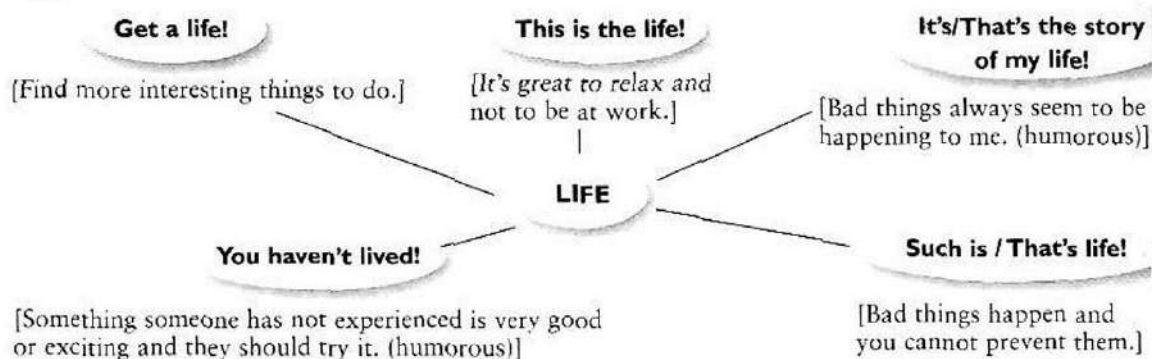 Get a life!
[Find more interesting things to do.]
This is the life!
[It's great to relax and
not to be at work.]
It's/That's the story
of my life!
[Bad things always seem to be
happening to me. (humorous)]
LIFE
You haven't lived!
[Something someone has not experienced is very good
or exciting and they should try it. (humorous)]
Such is / That's life!
[Bad things happen and
you cannot prevent them.]